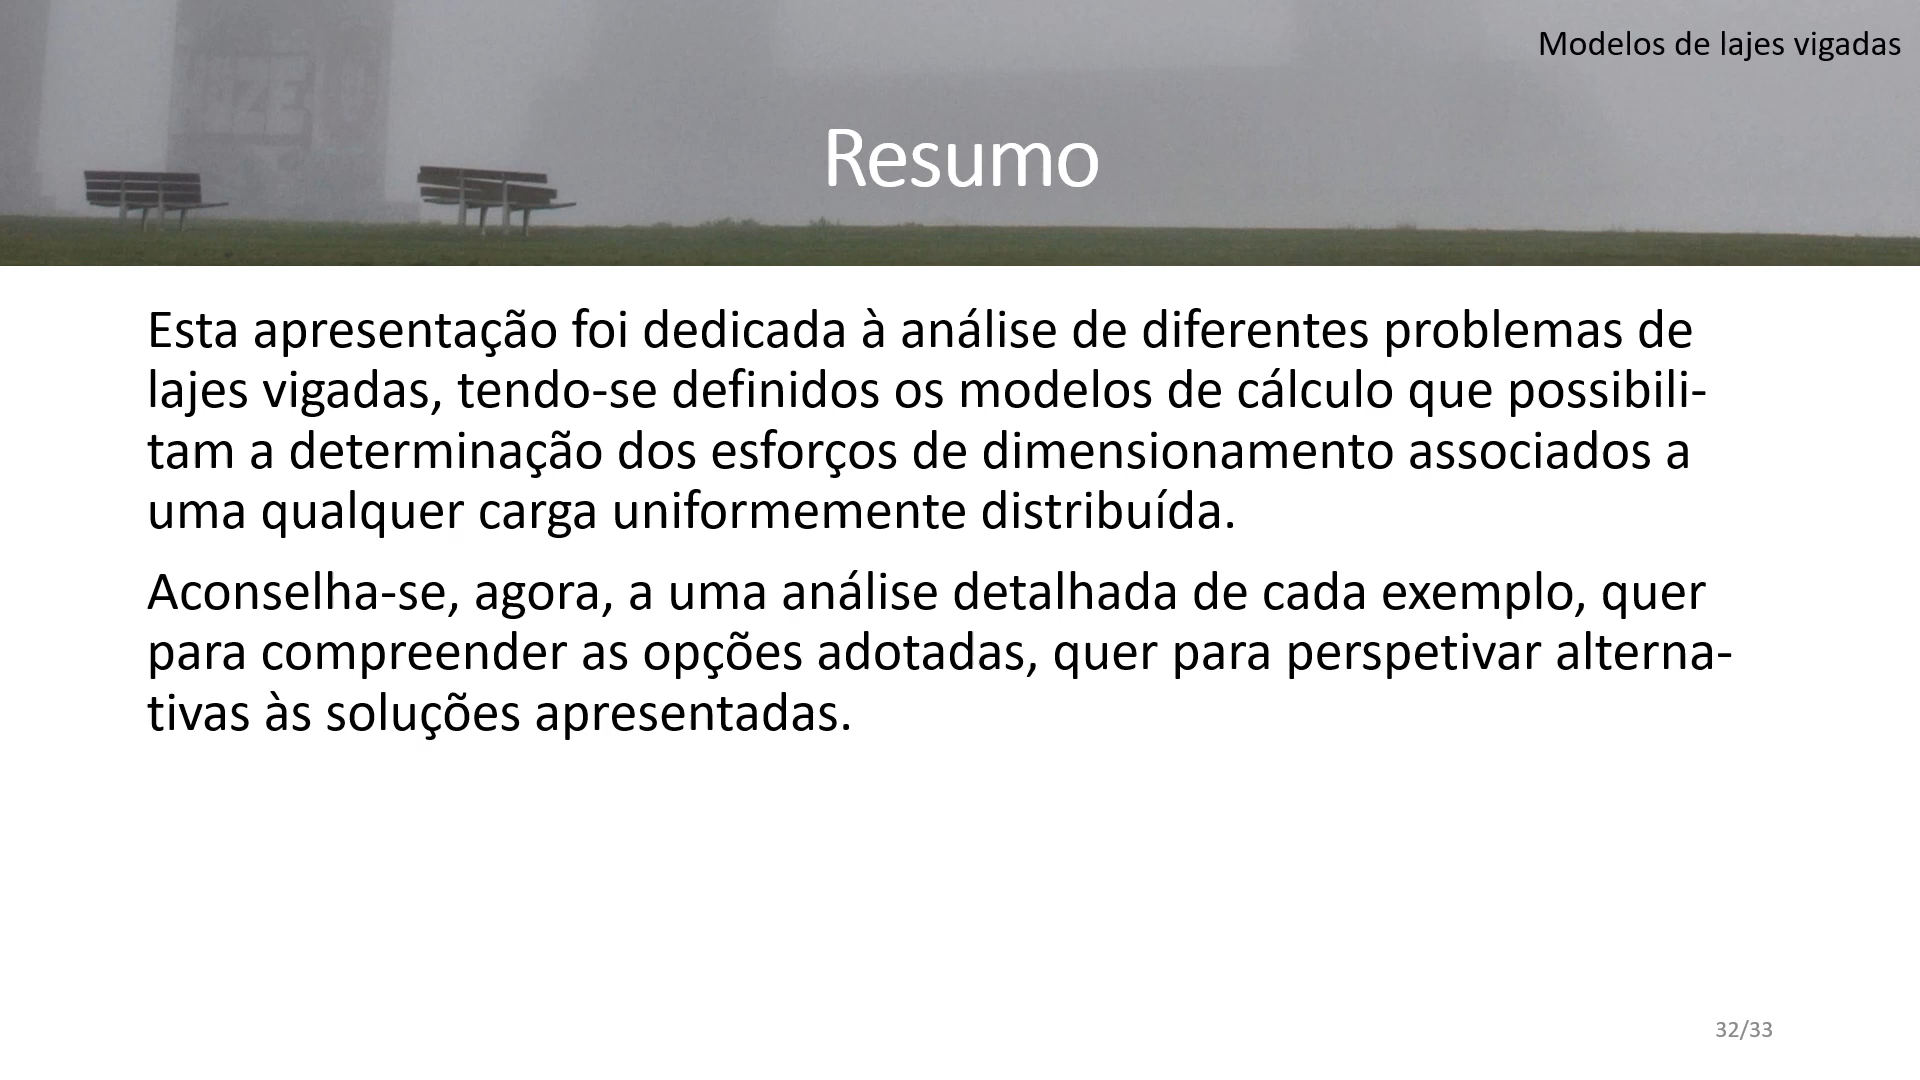 Modelos de lajes vigadas
Resumo
Esta apresentação foi dedicada à análise de diferentes problemas de
lajes vigadas, tendo-se definidos os modelos de cálculo que possibili-
tam a determinação dos esforços de dimensionamento associados a
uma qualquer carga uniformemente distribuída.
Aconselha-se, agora, a uma análise detalhada de cada exemplo, quer
para compreender as opções adotadas, quer para perspetivar alterna-
tivas às soluções apresentadas.
32/33